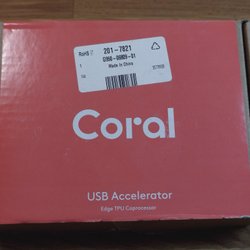 RoHS
201-7821
G950-06809-01
Made in China
Coral
USB Accelerator
Edge TPU Coprocessor